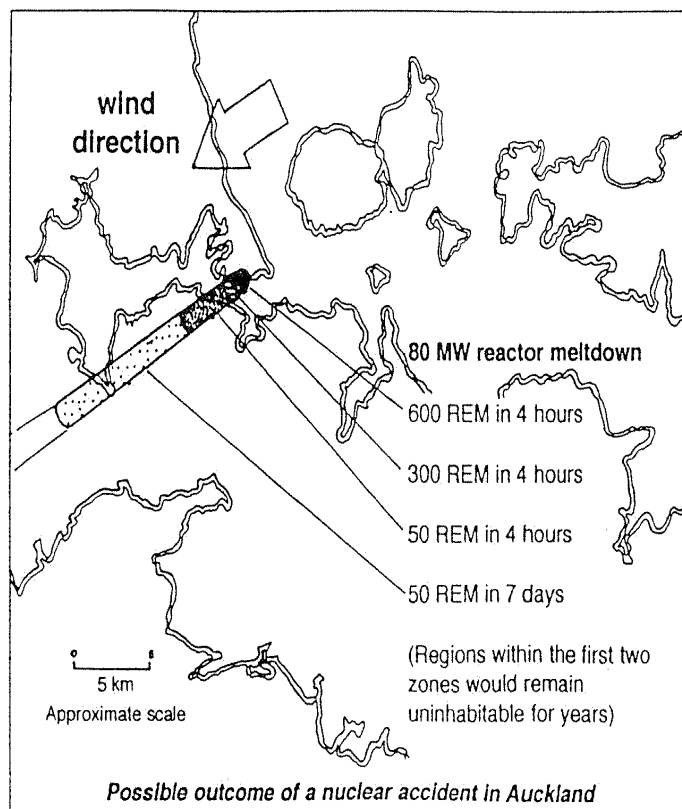 wind
direction
80 MW reactor meltdown
600 REM in 4 hours
300 REM in 4 hours
50 REM in 4 hours
50 REM in 7 days
0 5
5 km
Approximate scale
(Regions within the first two
zones would remain
uninhabitable for years)
Possible outcome of a nuclear accident in Auckland